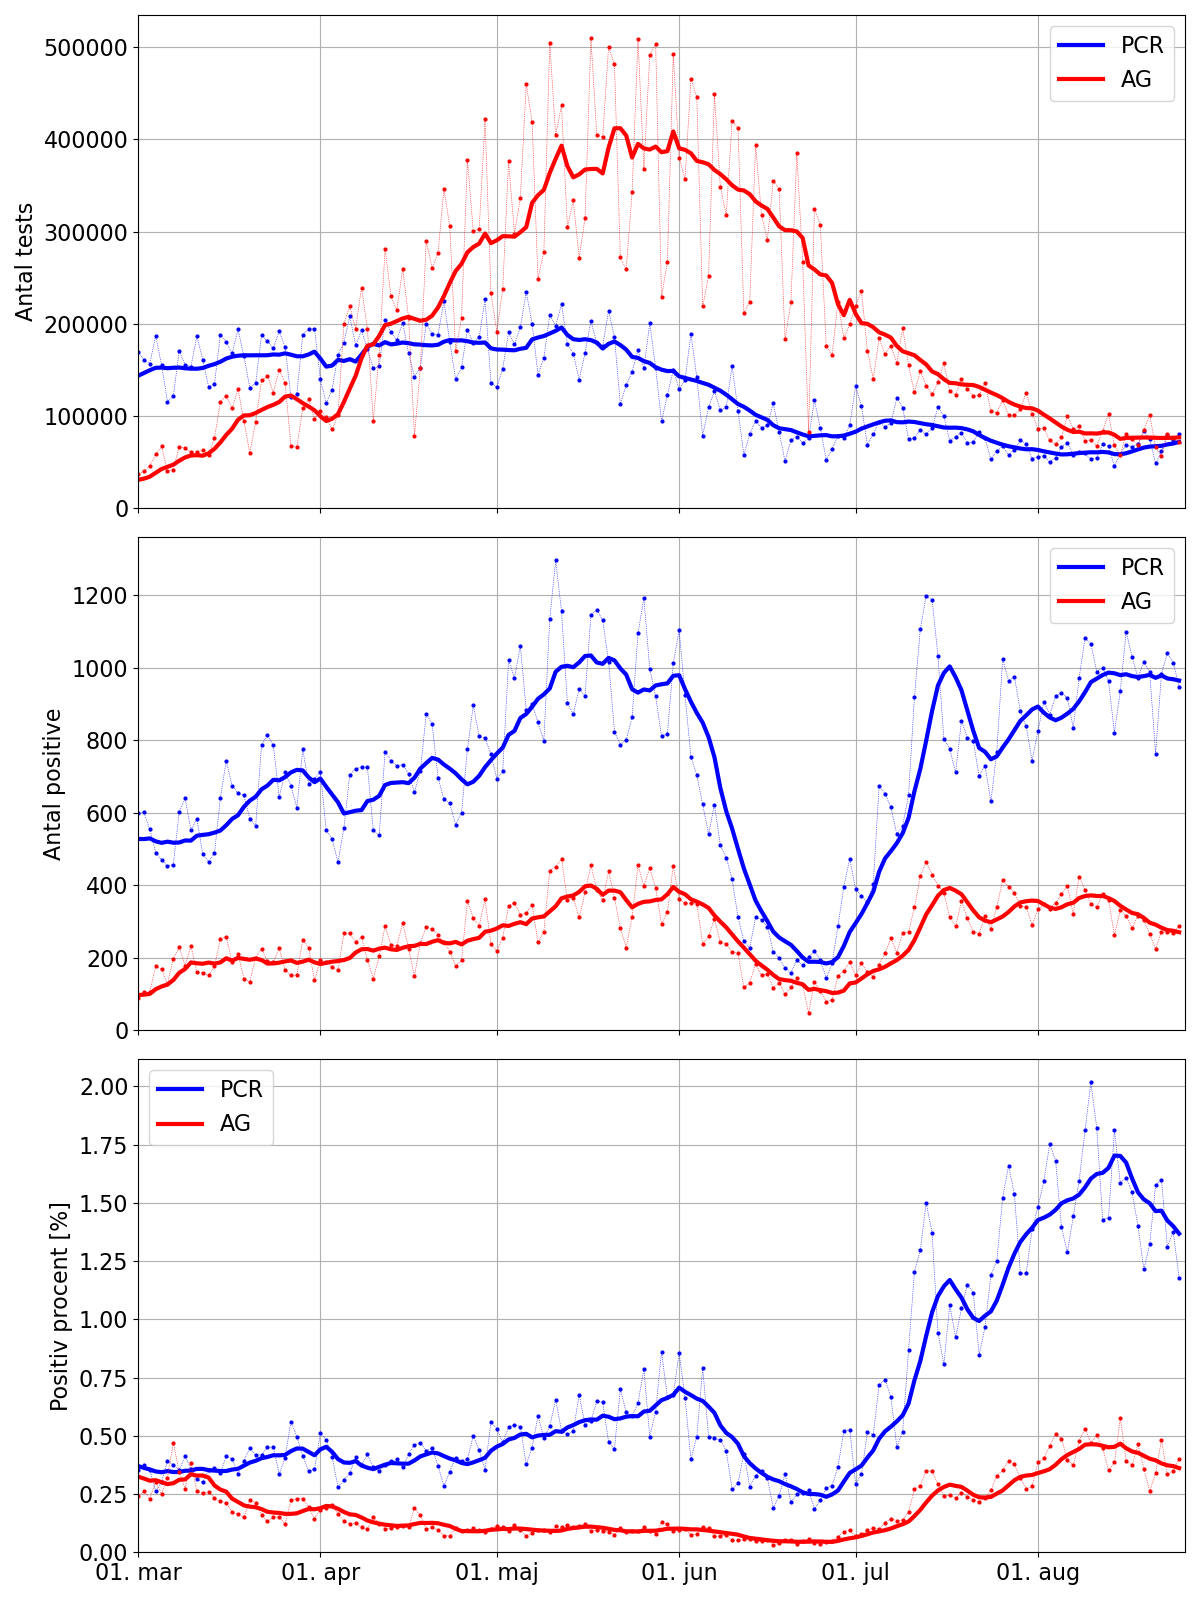 500000
400000
300000
200000
100000
0
Antal tests
PCR
AG
1200
1000
800
600
400
200
0
Antal positive
PCR
AG
2.00
1.75
1.50
1.25
1.00
0.75
0.50
0.25
0.00
Positiv procent [%]
PCR
AG
01. mar 01. apr 01. maj 01. jun 01. jul 01. aug